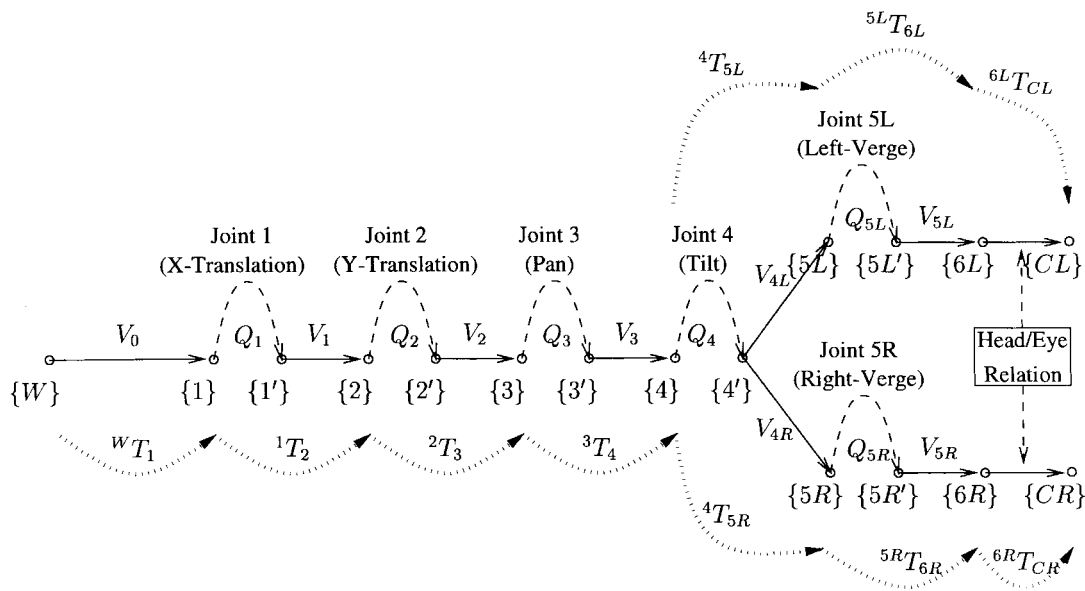 ⁵ᴸT₆L
⁴T₅L
⁶ᴸT_CL
Joint 5L
(Left-Verge)
Q₅L
V₅L
Joint 1
(X-Translation)
Joint 2
(Y-Translation)
Joint 3
(Pan)
Joint 4
(Tilt)
{5L} {5L′} {6L} {CL}
V₄L
V₀ Q₁ V₁ Q₂ V₂ Q₃ V₃ Q₄
Head/Eye
Relation
Joint 5R
(Right-Verge)
{W} {1} {1′} {2} {2′} {3} {3′} {4} {4′}
V₄R
Q₅R
V₅R
ᵂT₁ ¹T₂ ²T₃ ³T₄
{5R} {5R′} {6R} {CR}
⁴T₅R
⁵ᴿT₆R
⁶ᴿT_CR